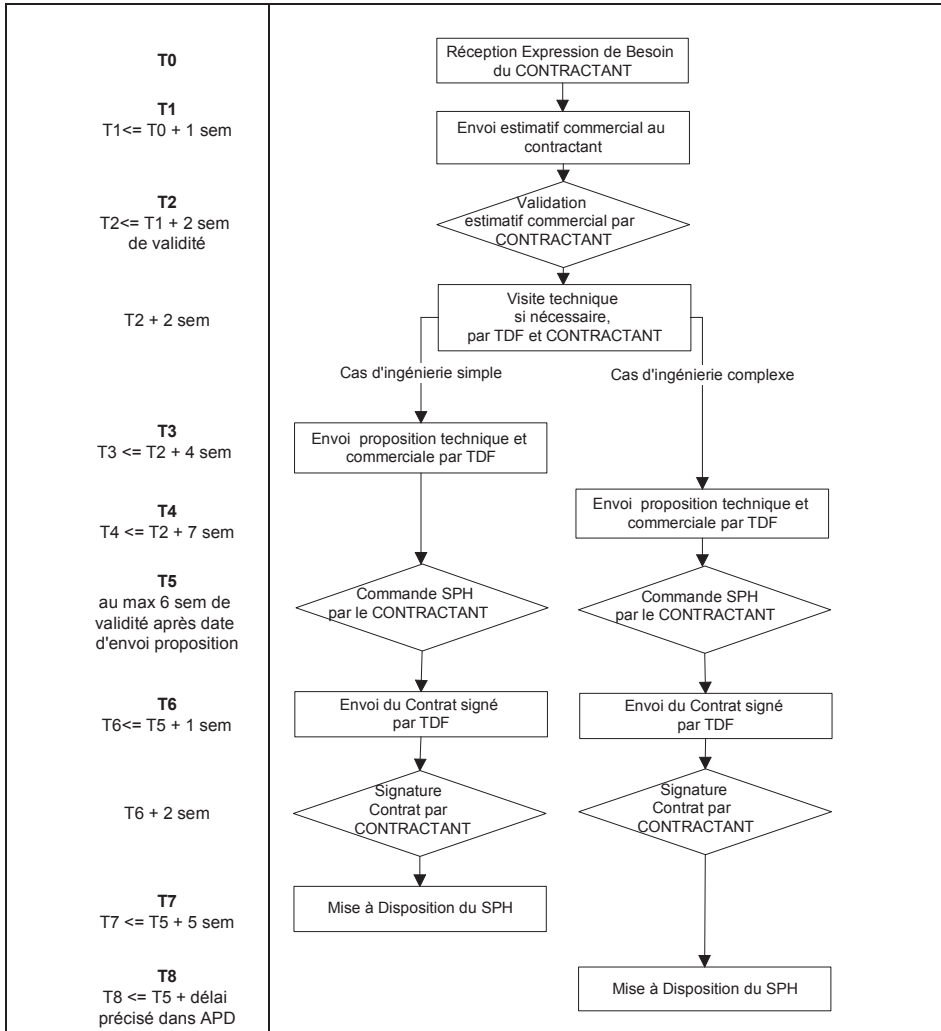 T0
Réception Expression de Besoin
du CONTRACTANT
T1
T1<= T0 + 1 sem
Envoi estimatif commercial au
contractant
T2
T2<= T1 + 2 sem
de validité
Validation
estimatif commercial par
CONTRACTANT
T2 + 2 sem
Visite technique
si nécessaire,
par TDF et CONTRACTANT
Cas d'ingénierie simple
Cas d'ingénierie complexe
T3
T3 <= T2 + 4 sem
Envoi proposition technique et
commerciale par TDF
T4
T4 <= T2 + 7 sem
Envoi proposition technique et
commerciale par TDF
T5
au max 6 sem de
validité après date
d'envoi proposition
Commande SPH
par le CONTRACTANT
Commande SPH
par le CONTRACTANT
T6
T6<= T5 + 1 sem
Envoi du Contrat signé
par TDF
Envoi du Contrat signé
par TDF
T6 + 2 sem
Signature
Contrat par
CONTRACTANT
Signature
Contrat par
CONTRACTANT
T7
T7 <= T5 + 5 sem
Mise à Disposition du SPH
T8
T8 <= T5 + délai
précisé dans APD
Mise à Disposition du SPH